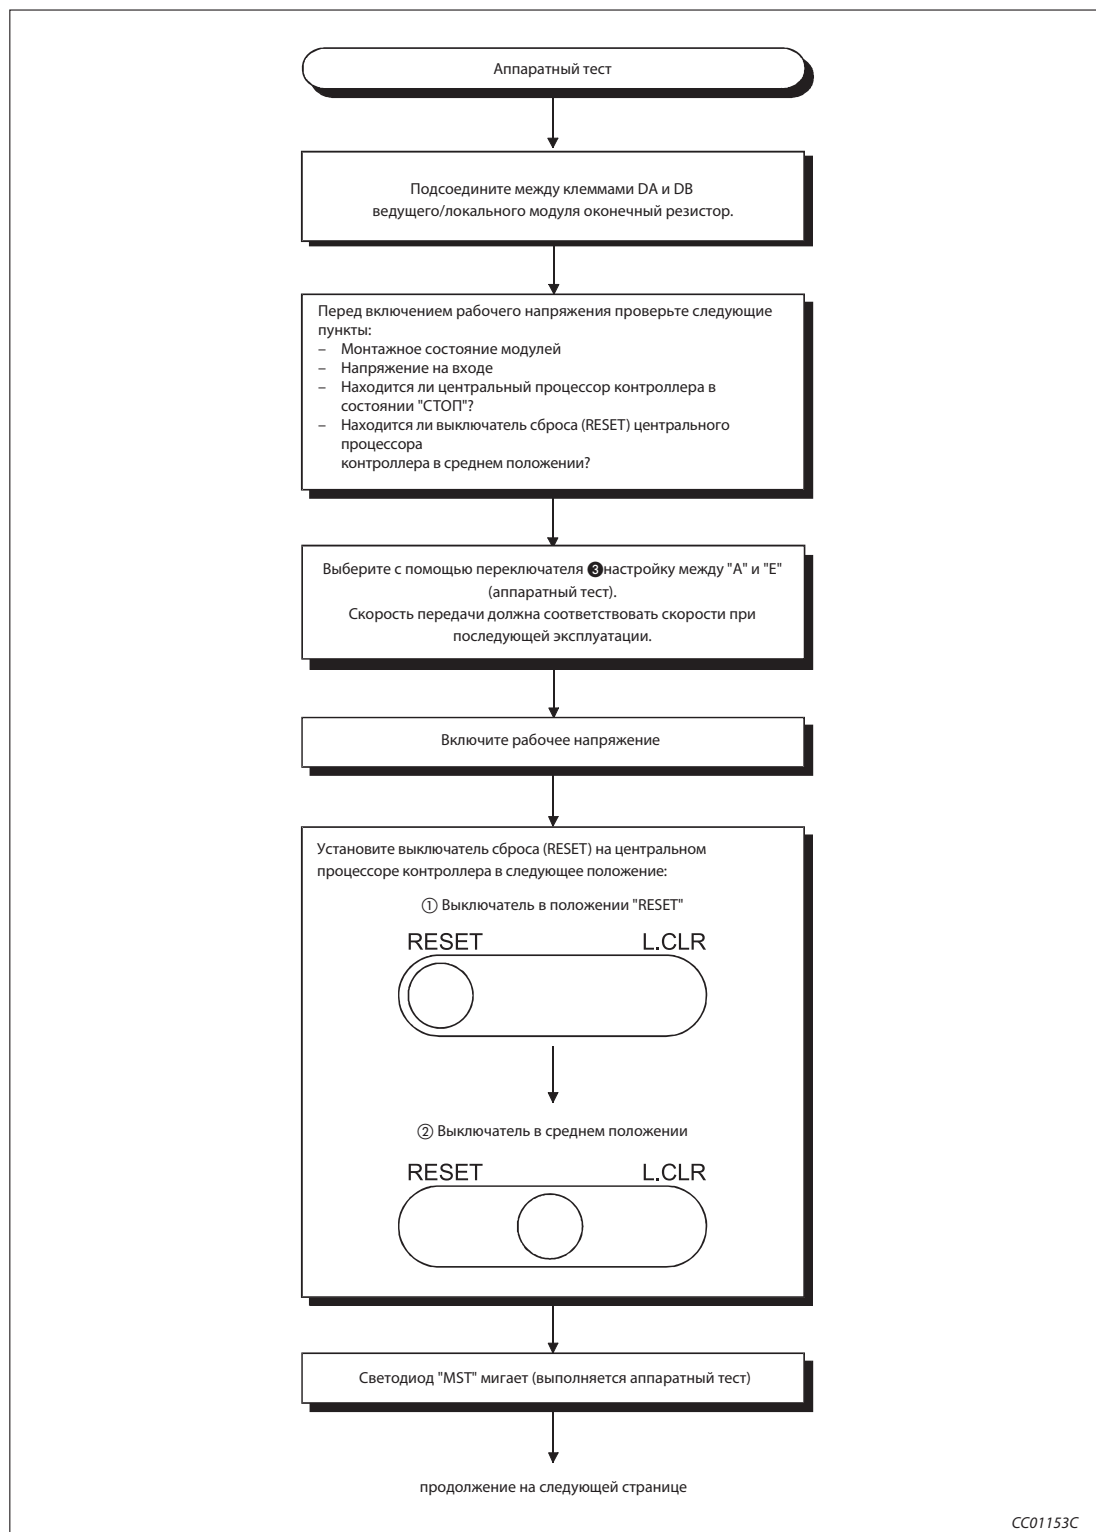 Аппаратный тест
Подсоедините между клеммами DA и DB
ведущего/локального модуля оконечный резистор.
Перед включением рабочего напряжения проверьте следующие
пункты:
– Монтажное состояние модулей
– Напряжение на входе
– Находится ли центральный процессор контроллера в
состоянии "СТОП"?
– Находится ли выключатель сброса (RESET) центрального
процессора
контроллера в среднем положении?
Выберите с помощью переключателя ❸настройку между "A" и "E"
(аппаратный тест).
Скорость передачи должна соответствовать скорости при
последующей эксплуатации.
Включите рабочее напряжение
Установите выключатель сброса (RESET) на центральном
процессоре контроллера в следующее положение:
① Выключатель в положении "RESET"
RESET L.CLR
② Выключатель в среднем положении
RESET L.CLR
Светодиод "MST" мигает (выполняется аппаратный тест)
продолжение на следующей странице
CC01153C